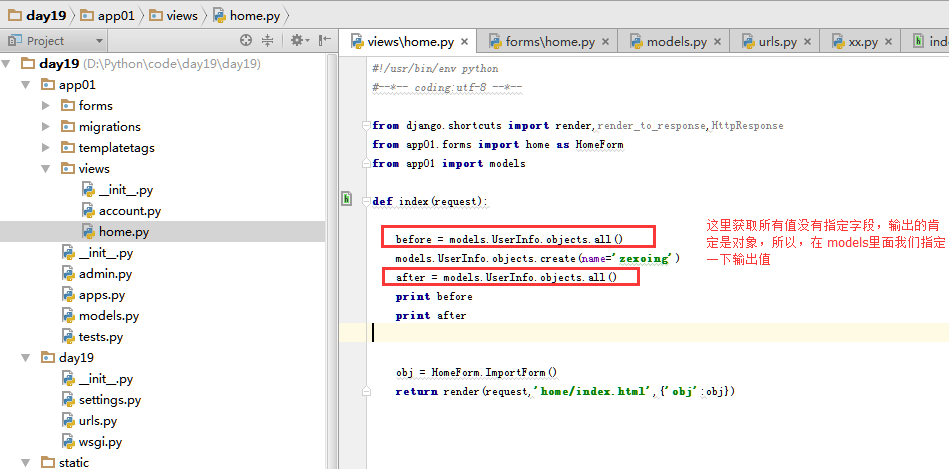 day19 app01 views home.py
Project
views\home.py forms\home.py models.py urls.py xx.py ind
day19 (D:\Python\code\day19\day19)
app01
forms
migrations
templatetags
views
__init__.py
account.py
home.py
__init__.py
admin.py
apps.py
models.py
tests.py
day19
__init__.py
settings.py
urls.py
wsgi.py
static
#!/usr/bin/env python
#--*-- coding:utf-8 --*--
from django.shortcuts import render,render_to_response,HttpResponse
from app01.forms import home as HomeForm
from app01 import models
def index(request):
before = models.UserInfo.objects.all()
models.UserInfo.objects.create(name='zexoing')
after = models.UserInfo.objects.all()
print before
print after
obj = HomeForm.ImportForm()
return render(request,'home/index.html',{'obj':obj})
这里获取所有值没有指定字段，输出的肯
定是对象，所以，在 models里面我们指定
一下输出值